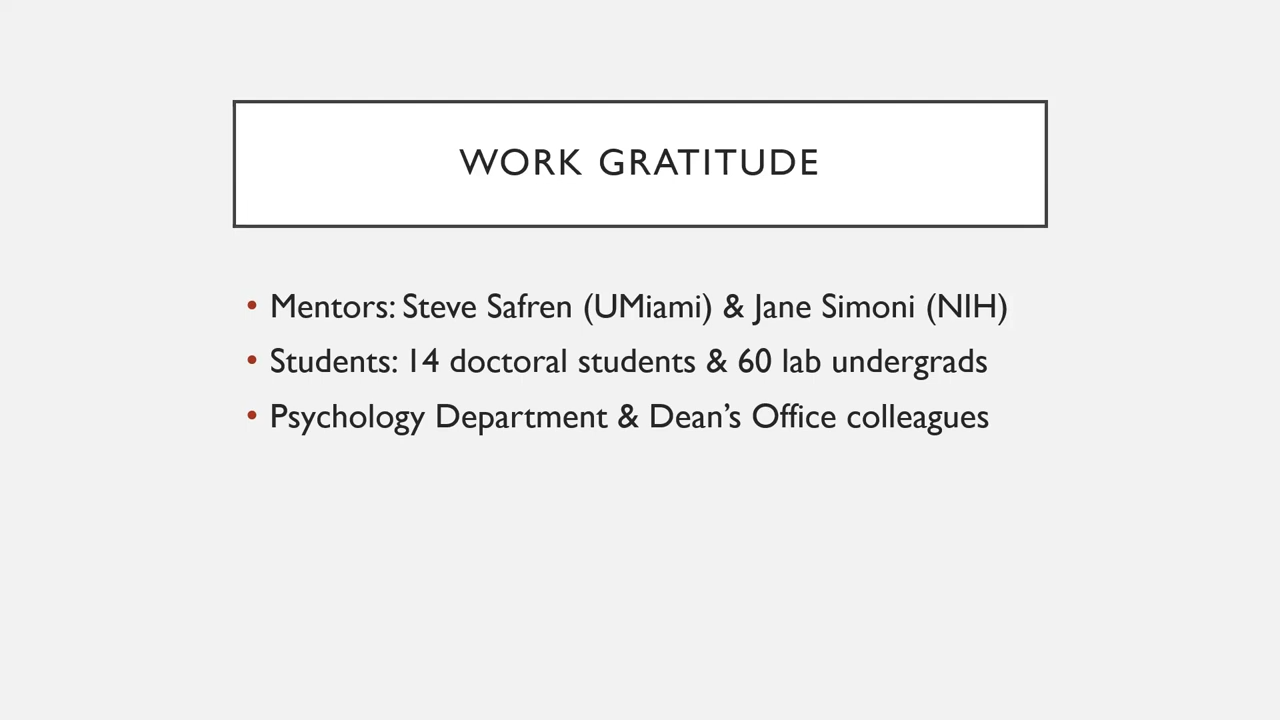 WORK GRATITUDE
• Mentors: Steve Safren (UMiami) & Jane Simoni (NIH)
• Students: 14 doctoral students & 60 lab undergrads
• Psychology Department & Dean’s Office colleagues